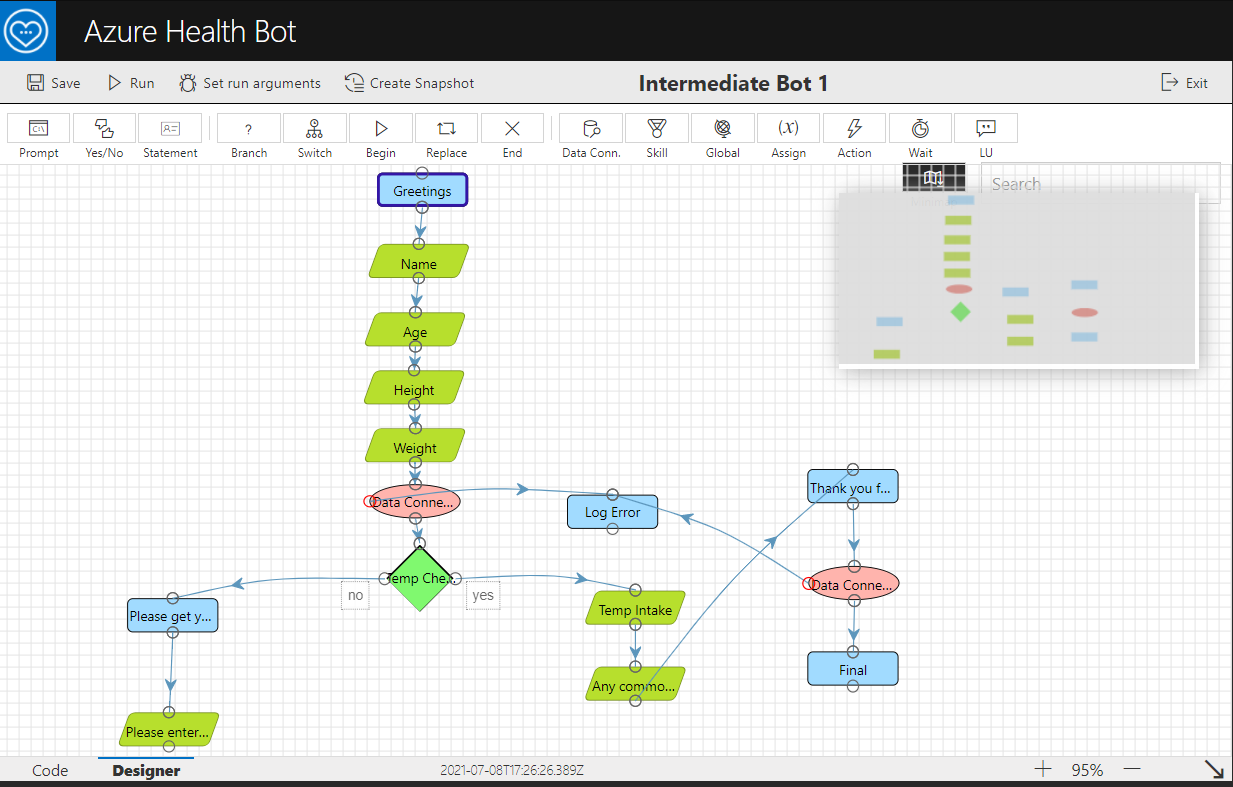 Azure Health Bot
Save Run Set run arguments Create Snapshot Intermediate Bot 1 Exit
Prompt Yes/No Statement Branch Switch Begin Replace End Data Conn. Skill Global Assign Action Wait LU
Search
Greetings
Name
Age
Height
Weight
Data Conne...
Log Error
Thank you f...
Temp Che...
no
yes
Data Conne...
Please get y...
Temp Intake
Any commo...
Final
Please enter...
Code Designer 2021-07-08T17:26:26.389Z 95%